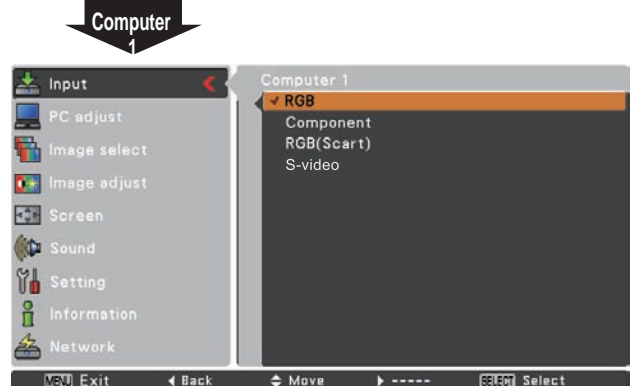 Computer
1
Input
Computer 1
✔ RGB
PC adjust
Component
Image select
RGB(Scart)
S-video
Image adjust
Screen
Sound
Setting
Information
Network
MENU Exit Back Move ----- SELECT Select